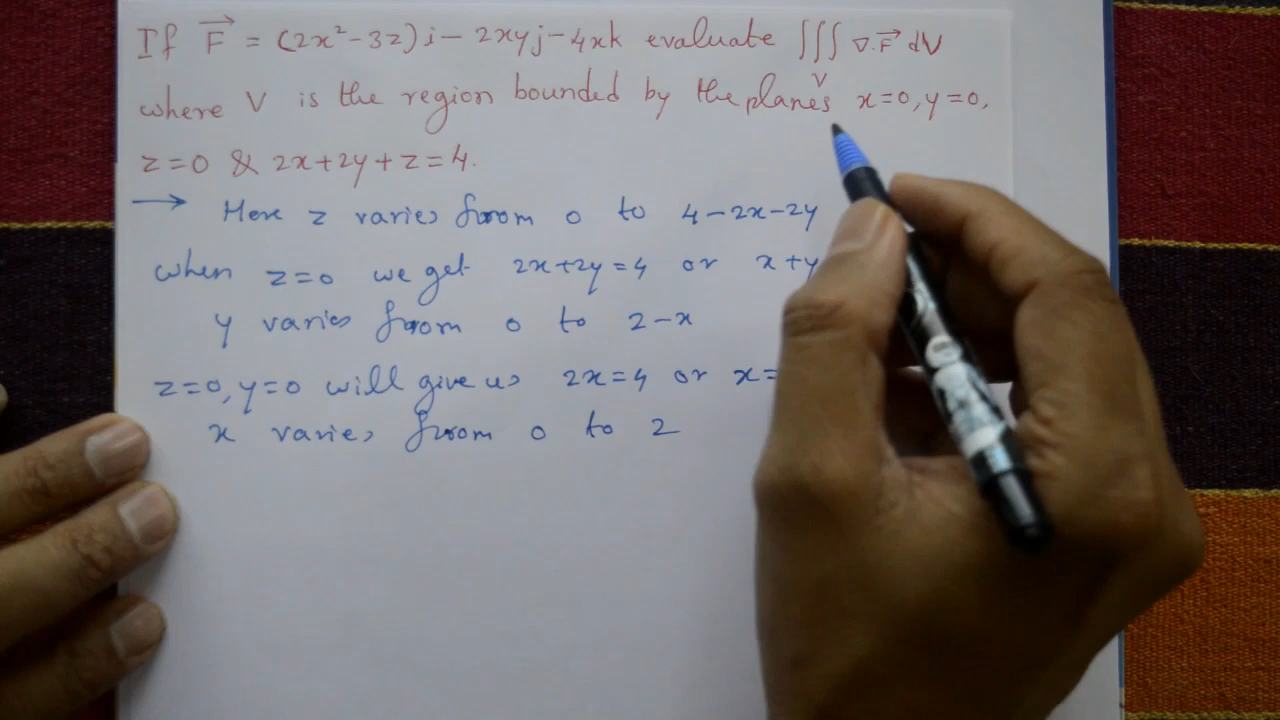 If F⃗ = (2x²-3z)i - 2xyj - 4xk evaluate ∭ ∇.F⃗ dV
V
where V is the region bounded by the planes x=0, y=0,
z=0 & 2x+2y+z=4.
→ Here z varies from 0 to 4-2x-2y
when z=0 we get 2x+2y=4 or x+y
y varies from 0 to 2-x
z=0, y=0 will give us 2x=4 or x=
x varies from 0 to 2